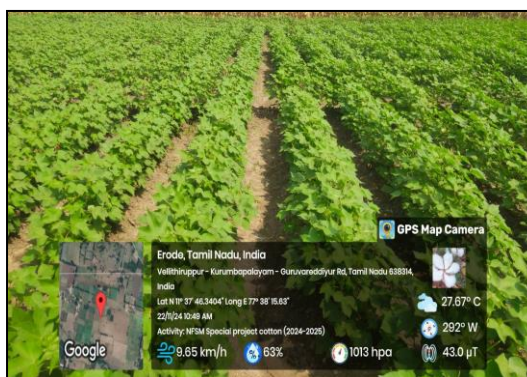 GPS Map Camera
Erode, Tamil Nadu, India
Vellithiruppur - Kurumbapalayam - Guruvareddiyur Rd, Tamil Nadu 638314,
India
Lat N 11° 37' 46.3404" Long E 77° 38' 15.63"
22/11/24 10:49 AM
Activity: NFSM Special project cotton (2024-2025)
27.67° C
292° W
9.65 km/h
63%
1013 hpa
43.0 µT
Google